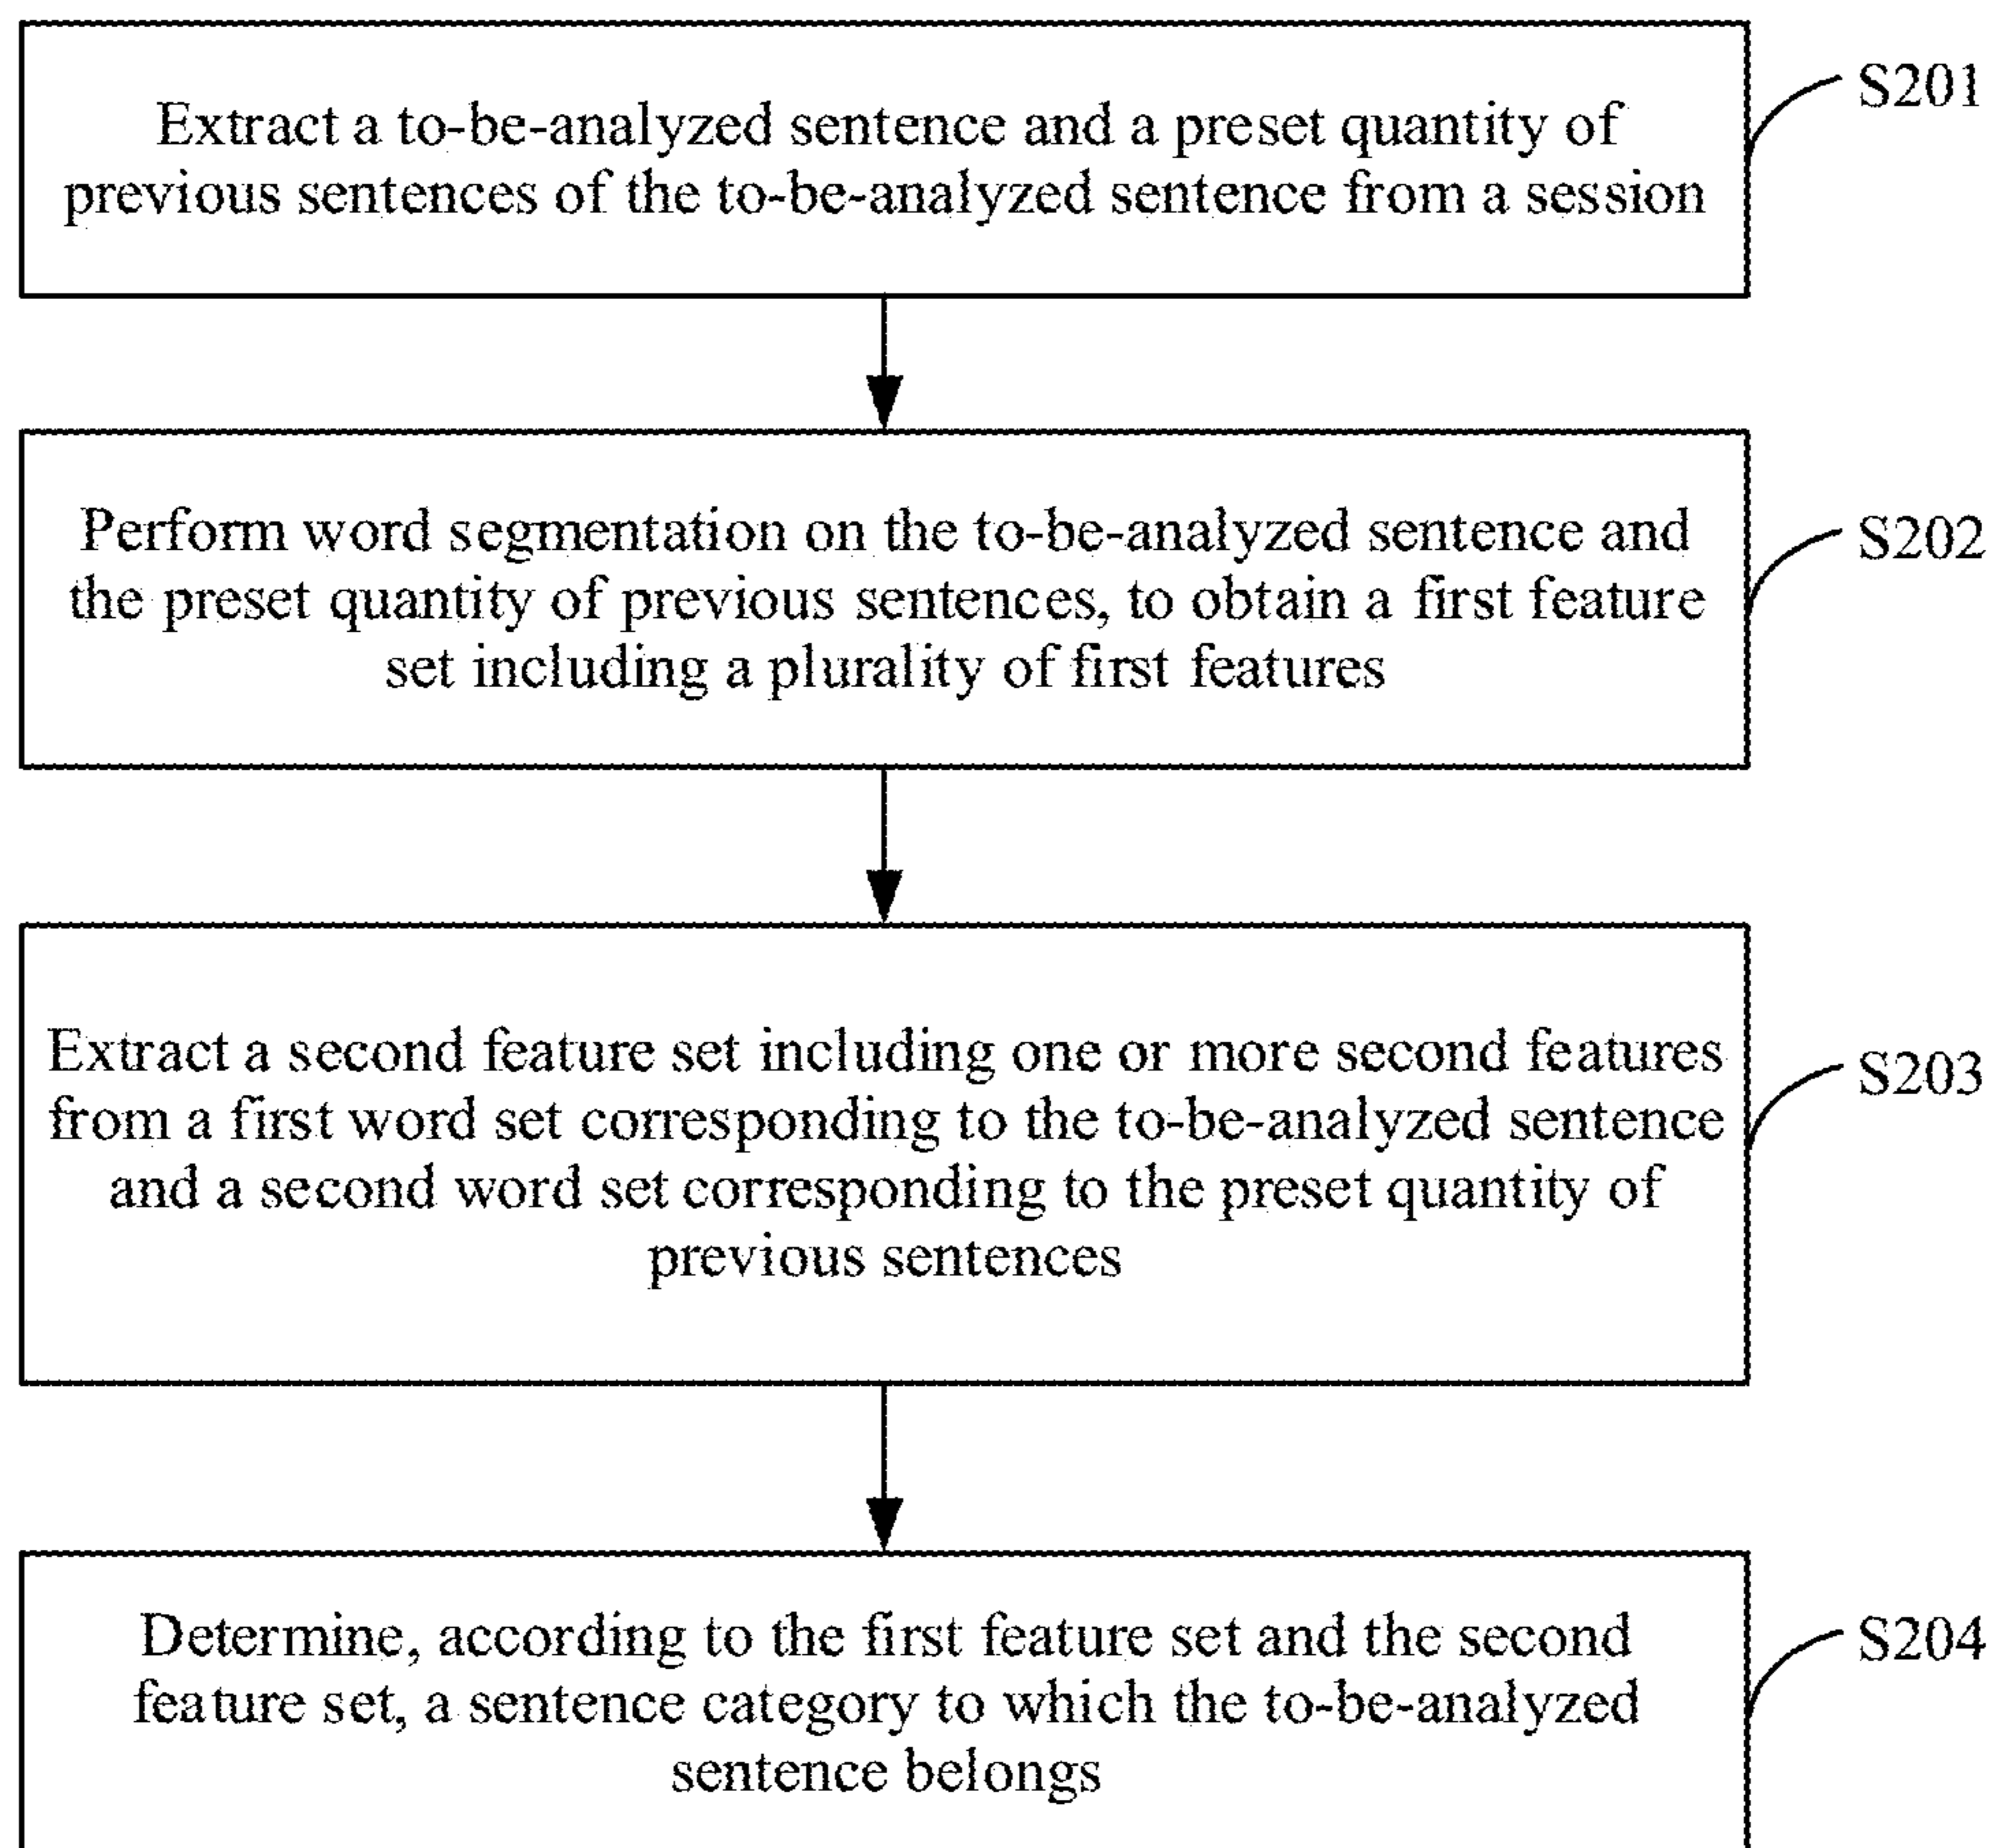 Extract a to-be-analyzed sentence and a preset quantity of
previous sentences of the to-be-analyzed sentence from a session
S201
Perform word segmentation on the to-be-analyzed sentence and
the preset quantity of previous sentences, to obtain a first feature
set including a plurality of first features
S202
Extract a second feature set including one or more second features
from a first word set corresponding to the to-be-analyzed sentence
and a second word set corresponding to the preset quantity of
previous sentences
S203
Determine, according to the first feature set and the second
feature set, a sentence category to which the to-be-analyzed
sentence belongs
S204